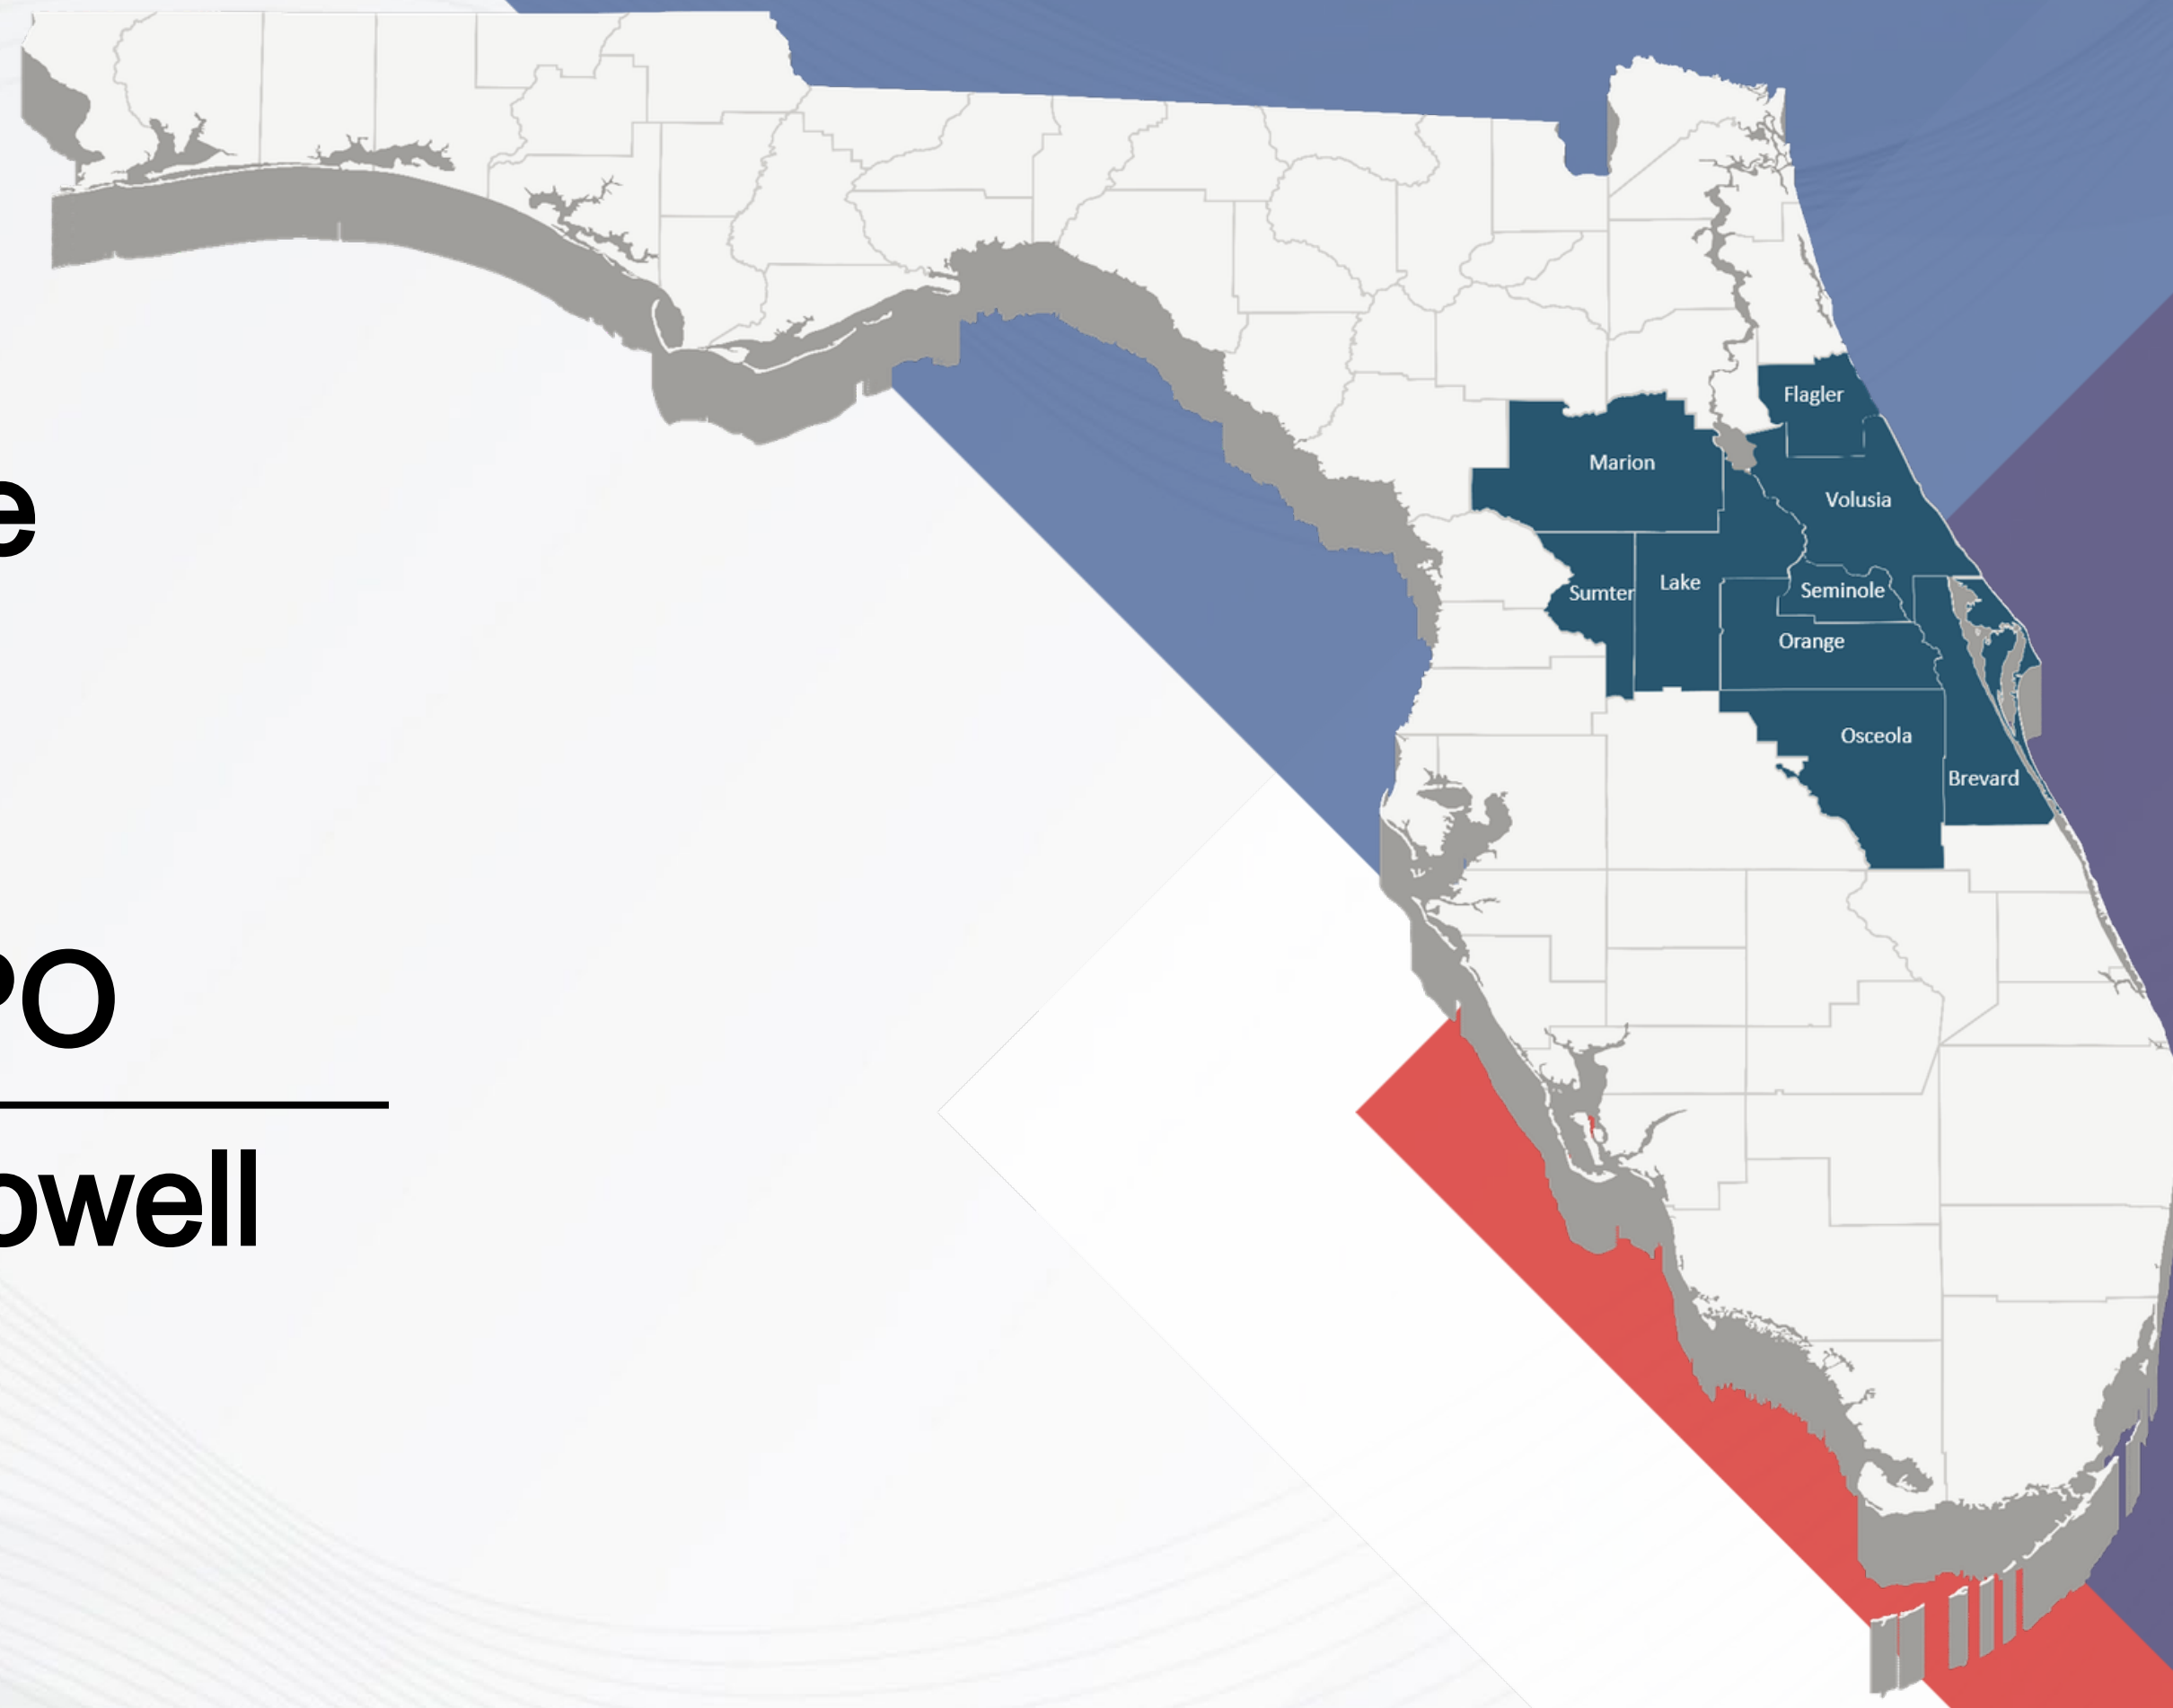 e
PO
owell
Flagler
Marion
Volusia
Sumter
Lake
Seminole
Orange
Osceola
Brevard